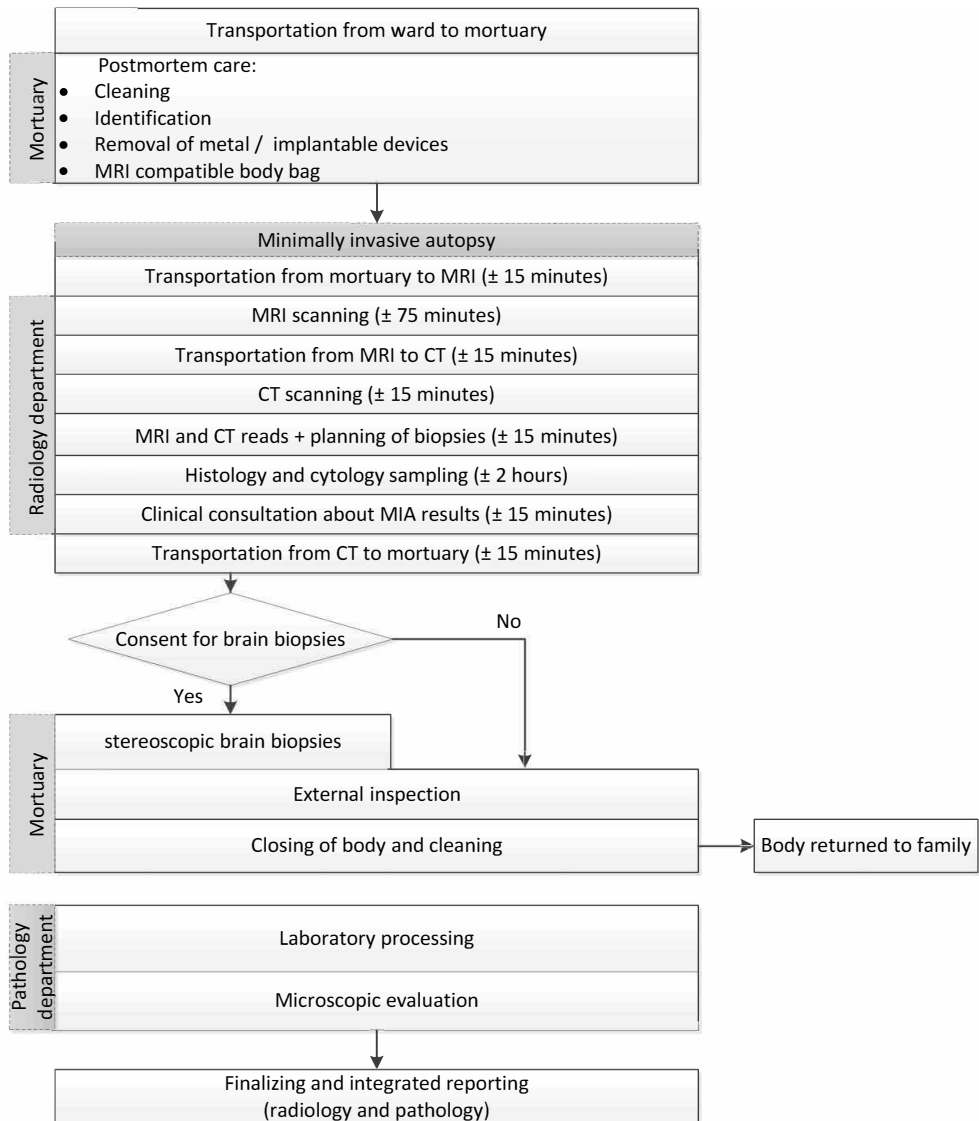 Transportation from ward to mortuary
Mortuary
Postmortem care:
• Cleaning
• Identification
• Removal of metal / implantable devices
• MRI compatible body bag
Minimally invasive autopsy
Transportation from mortuary to MRI (± 15 minutes)
Radiology department
MRI scanning (± 75 minutes)
Transportation from MRI to CT (± 15 minutes)
CT scanning (± 15 minutes)
MRI and CT reads + planning of biopsies (± 15 minutes)
Histology and cytology sampling (± 2 hours)
Clinical consultation about MIA results (± 15 minutes)
Transportation from CT to mortuary (± 15 minutes)
Consent for brain biopsies
No
Yes
Mortuary
stereoscopic brain biopsies
External inspection
Closing of body and cleaning
Body returned to family
Pathology
department
Laboratory processing
Microscopic evaluation
Finalizing and integrated reporting
(radiology and pathology)